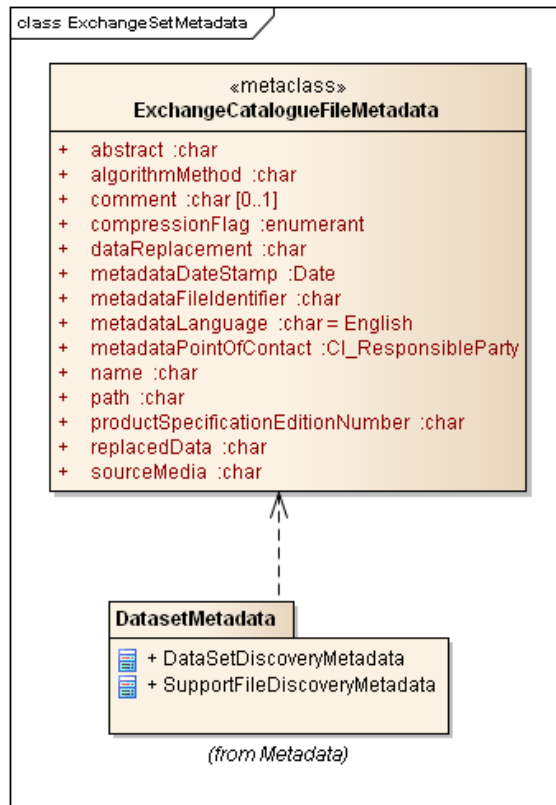 class ExchangeSetMetadata
«metaclass»
ExchangeCatalogueFileMetadata
+ abstract :char
+ algorithmMethod :char
+ comment :char [0..1]
+ compressionFlag :enumerant
+ dataReplacement :char
+ metadataDateStamp :Date
+ metadataFileIdentifier :char
+ metadataLanguage :char = English
+ metadataPointOfContact :CI_ResponsibleParty
+ name :char
+ path :char
+ productSpecificationEditionNumber :char
+ replacedData :char
+ sourceMedia :char
DatasetMetadata
+ DataSetDiscoveryMetadata
+ SupportFileDiscoveryMetadata
(from Metadata)